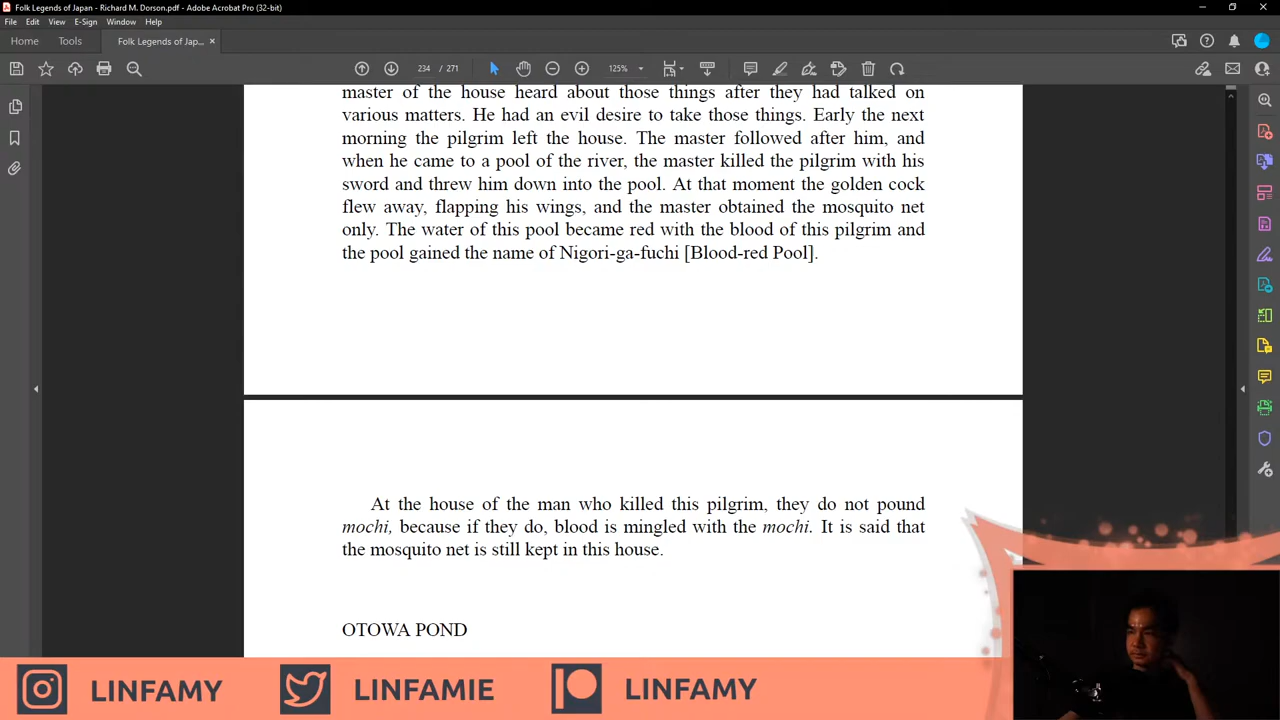 Folk Legends of Japan - Richard M. Dorson.pdf - Adobe Acrobat Pro (32-bit)
File Edit View E-Sign Window Help
Home Tools Folk Legends of Jap... ×
234 / 271 125%
master of the house heard about those things after they had talked on
various matters. He had an evil desire to take those things. Early the next
morning the pilgrim left the house. The master followed after him, and
when he came to a pool of the river, the master killed the pilgrim with his
sword and threw him down into the pool. At that moment the golden cock
flew away, flapping his wings, and the master obtained the mosquito net
only. The water of this pool became red with the blood of this pilgrim and
the pool gained the name of Nigori-ga-fuchi [Blood-red Pool].
At the house of the man who killed this pilgrim, they do not pound
mochi, because if they do, blood is mingled with the mochi. It is said that
the mosquito net is still kept in this house.
OTOWA POND
LINFAMY LINFAMIE LINFAMY